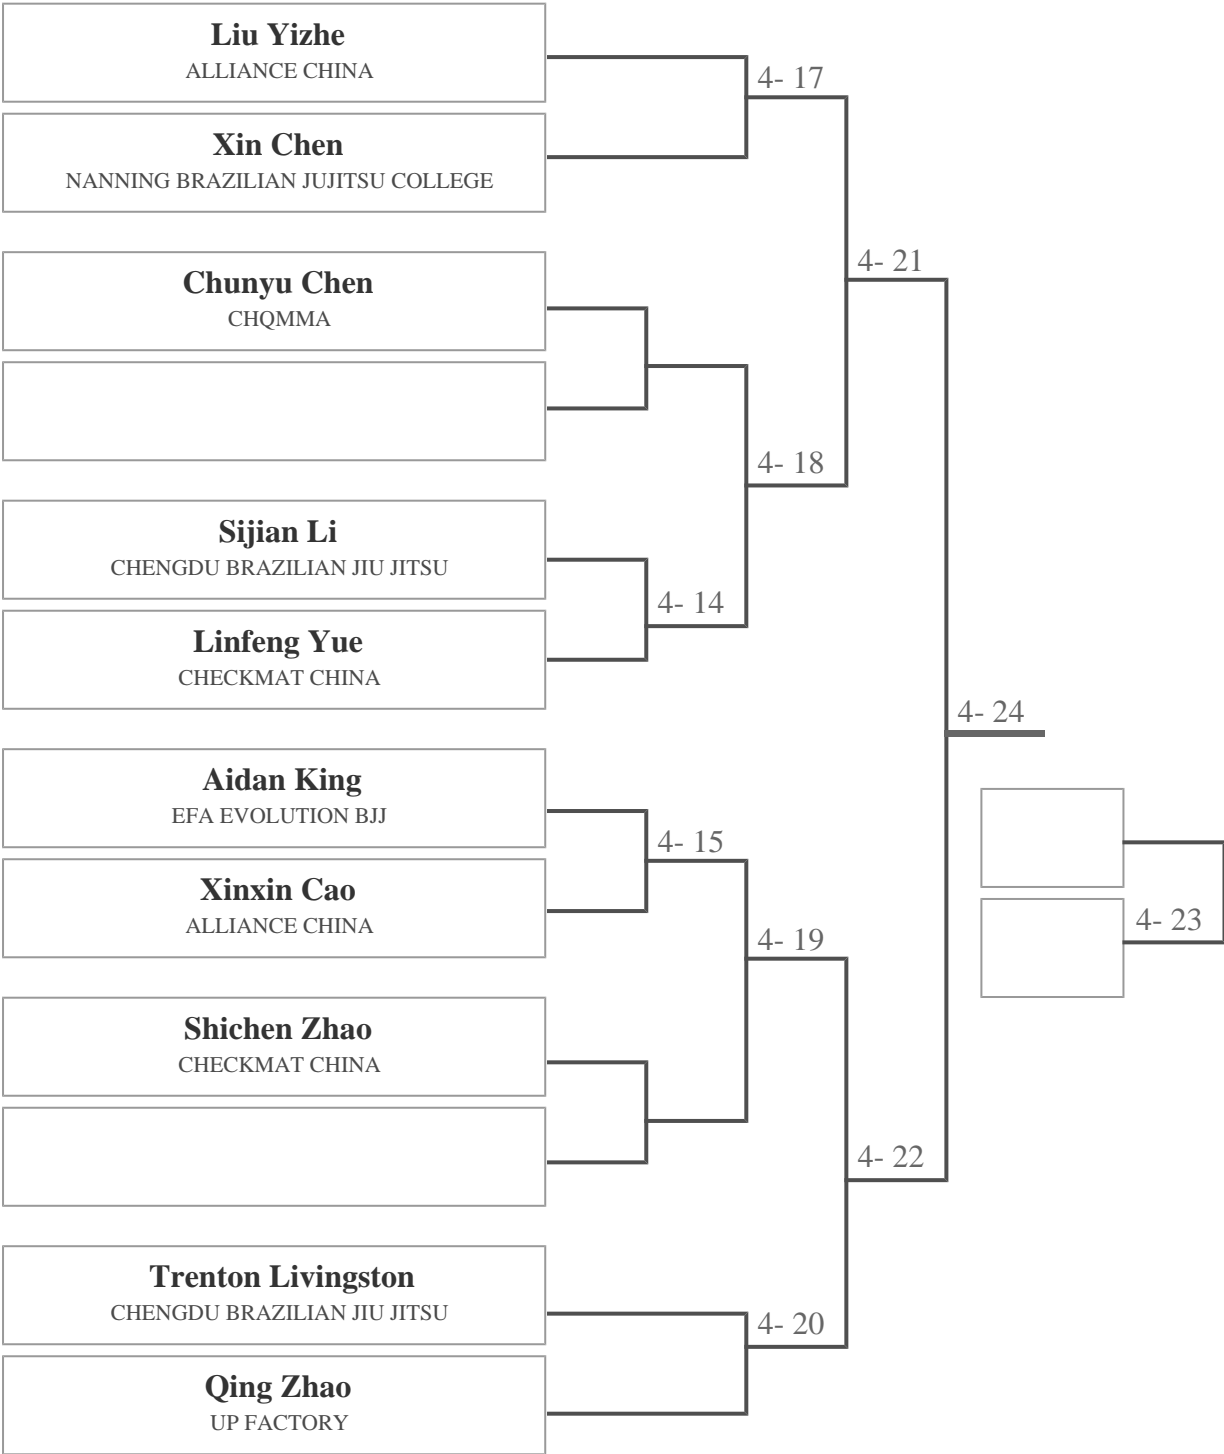 Liu Yizhe
ALLIANCE CHINA
4- 17
Xin Chen
NANNING BRAZILIAN JUJITSU COLLEGE
4- 21
Chunyu Chen
CHQMMA
4- 18
Sijian Li
CHENGDU BRAZILIAN JIU JITSU
4- 14
Linfeng Yue
CHECKMAT CHINA
4- 24
Aidan King
EFA EVOLUTION BJJ
4- 15
Xinxin Cao
ALLIANCE CHINA
4- 23
4- 19
Shichen Zhao
CHECKMAT CHINA
4- 22
Trenton Livingston
CHENGDU BRAZILIAN JIU JITSU
4- 20
Qing Zhao
UP FACTORY